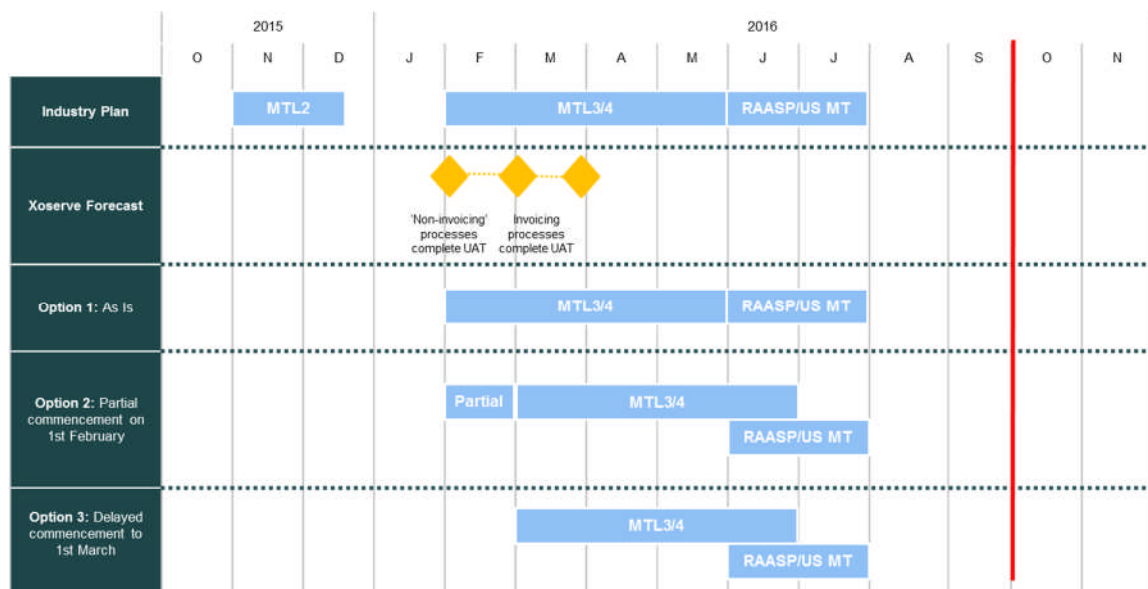 2015 2016
O N D J F M A M J J A S O N
Industry Plan
MTL2
MTL3/4
RAASP/US MT
Xoserve Forecast
'Non-invoicing'
processes
complete UAT
Invoicing
processes
complete UAT
Option 1: As Is
MTL3/4
RAASP/US MT
Option 2: Partial
commencement on
1st February
Partial
MTL3/4
RAASP/US MT
Option 3: Delayed
commencement to
1st March
MTL3/4
RAASP/US MT